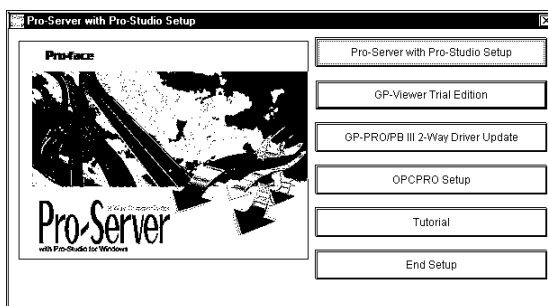 Pro-Server with Pro-Studio Setup
Pro-face
Pro-Server
with Pro-Studio for Windows
Pro-Server with Pro-Studio Setup
GP-Viewer Trial Edition
GP-PRO/PB III 2-Way Driver Update
OPCPRO Setup
Tutorial
End Setup